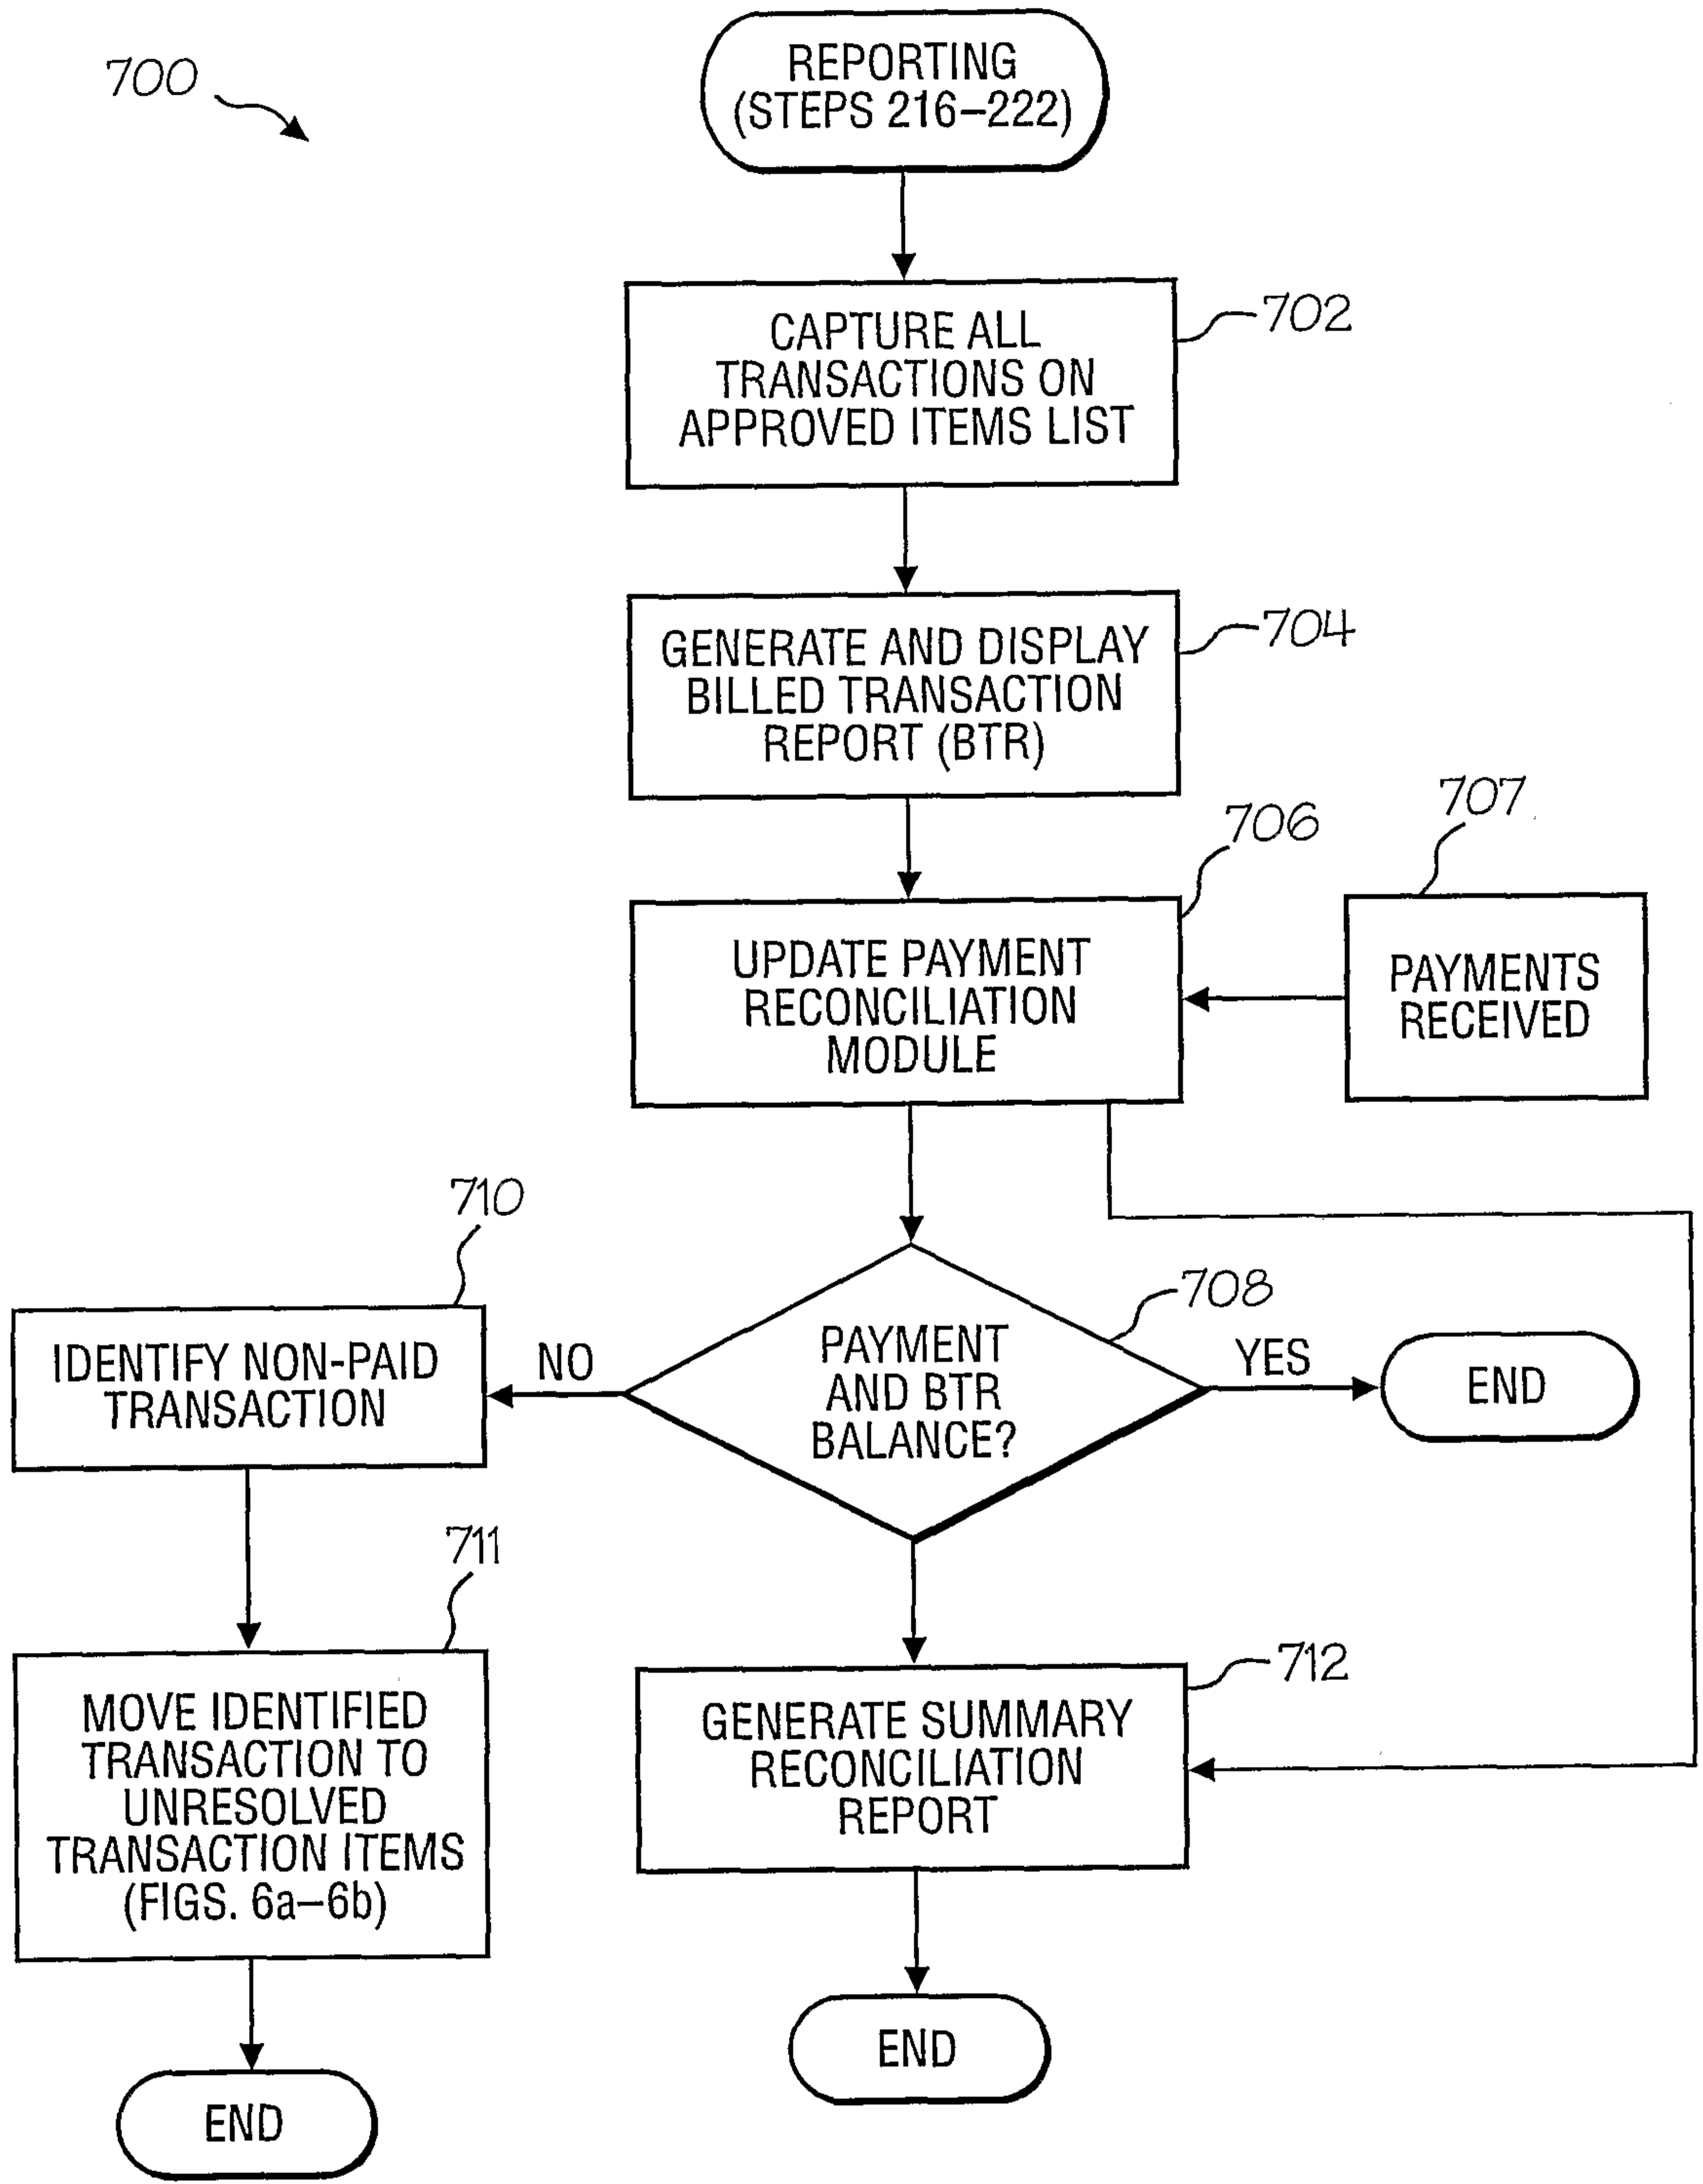 700
REPORTING
(STEPS 216–222)
CAPTURE ALL
TRANSACTIONS ON
APPROVED ITEMS LIST
702
GENERATE AND DISPLAY
BILLED TRANSACTION
REPORT (BTR)
704
UPDATE PAYMENT
RECONCILIATION
MODULE
706
PAYMENTS
RECEIVED
707
PAYMENT
AND BTR
BALANCE?
708
YES
END
NO
IDENTIFY NON-PAID
TRANSACTION
710
MOVE IDENTIFIED
TRANSACTION TO
UNRESOLVED
TRANSACTION ITEMS
(FIGS. 6a–6b)
711
END
GENERATE SUMMARY
RECONCILIATION
REPORT
712
END